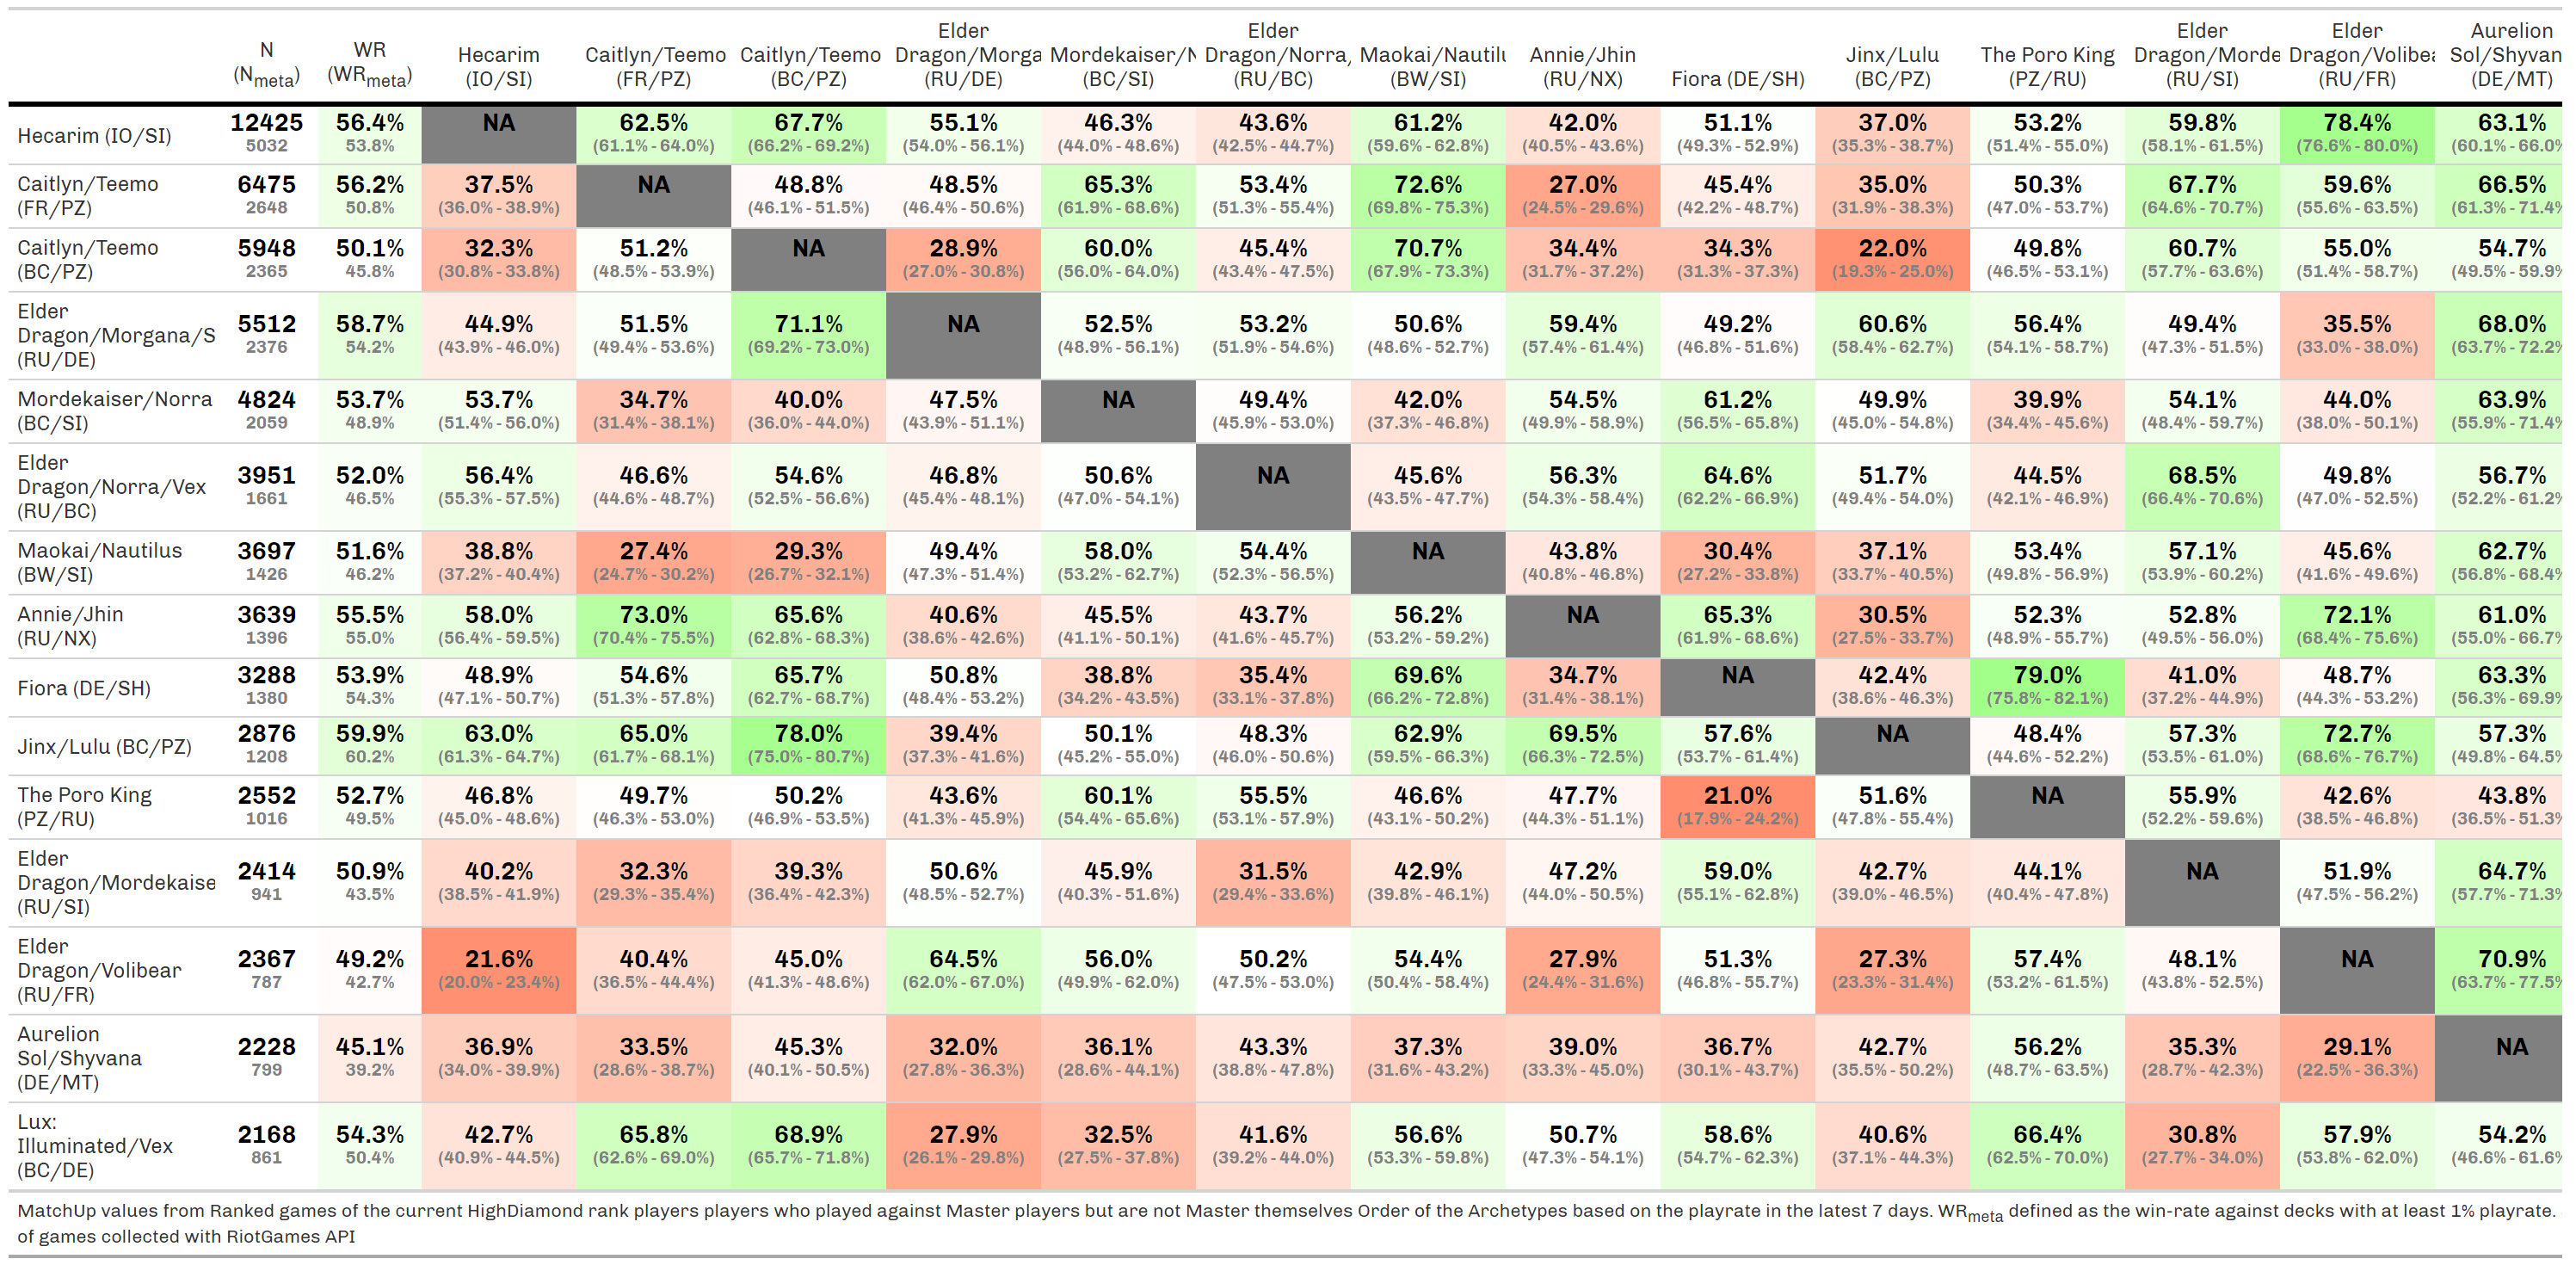 N (Nmeta) WR (WRmeta) Hecarim (IO/SI) Caitlyn/Teemo (FR/PZ) Caitlyn/Teemo (BC/PZ) Elder Dragon/Morga (RU/DE) Mordekaiser/N (BC/SI) Elder Dragon/Norra, (RU/BC) Maokai/Nautilu (BW/SI) Annie/Jhin (RU/NX) Fiora (DE/SH) Jinx/Lulu (BC/PZ) The Poro King (PZ/RU) Elder Dragon/Morde (RU/SI) Elder Dragon/Volibea (RU/FR) Aurelion Sol/Shyvan (DE/MT)
Hecarim (IO/SI) 12425 56.4% NA 62.5% 67.7% 55.1% 46.3% 43.6% 61.2% 42.0% 51.1% 37.0% 53.2% 59.8% 78.4% 63.1%
5032 53.8% (61.1% - 64.0%) (66.2% - 69.2%) (54.0% - 56.1%) (44.0% - 48.6%) (42.5% - 44.7%) (59.6% - 62.8%) (40.5% - 43.6%) (49.3% - 52.9%) (35.3% - 38.7%) (51.4% - 55.0%) (58.1% - 61.5%) (76.6% - 80.0%) (60.1% - 66.0%
Caitlyn/Teemo (FR/PZ) 6475 56.2% 37.5% NA 48.8% 48.5% 65.3% 53.4% 72.6% 27.0% 45.4% 35.0% 50.3% 67.7% 59.6% 66.5%
2648 50.8% (36.0% - 38.9%) (46.1% - 51.5%) (46.4% - 50.6%) (61.9% - 68.6%) (51.3% - 55.4%) (69.8% - 75.3%) (24.5% - 29.6%) (42.2% - 48.7%) (31.9% - 38.3%) (47.0% - 53.7%) (64.6% - 70.7%) (55.6% - 63.5%) (61.3% - 71.4%
Caitlyn/Teemo (BC/PZ) 5948 50.1% 32.3% 51.2% NA 28.9% 60.0% 45.4% 70.7% 34.4% 34.3% 22.0% 49.8% 60.7% 55.0% 54.7%
2365 45.8% (30.8% - 33.8%) (48.5% - 53.9%) (27.0% - 30.8%) (56.0% - 64.0%) (43.4% - 47.5%) (67.9% - 73.3%) (31.7% - 37.2%) (31.3% - 37.3%) (19.3% - 25.0%) (46.5% - 53.1%) (57.7% - 63.6%) (51.4% - 58.7%) (49.5% - 59.9%
Elder Dragon/Morgana/S (RU/DE) 5512 58.7% 44.9% 51.5% 71.1% NA 52.5% 53.2% 50.6% 59.4% 49.2% 60.6% 56.4% 49.4% 35.5% 68.0%
2376 54.2% (43.9% - 46.0%) (49.4% - 53.6%) (69.2% - 73.0%) (48.9% - 56.1%) (51.9% - 54.6%) (48.6% - 52.7%) (57.4% - 61.4%) (46.8% - 51.6%) (58.4% - 62.7%) (54.1% - 58.7%) (47.3% - 51.5%) (33.0% - 38.0%) (63.7% - 72.2%
Mordekaiser/Norra (BC/SI) 4824 53.7% 53.7% 34.7% 40.0% 47.5% NA 49.4% 42.0% 54.5% 61.2% 49.9% 39.9% 54.1% 44.0% 63.9%
2059 48.9% (51.4% - 56.0%) (31.4% - 38.1%) (36.0% - 44.0%) (43.9% - 51.1%) (45.9% - 53.0%) (37.3% - 46.8%) (49.9% - 58.9%) (56.5% - 65.8%) (45.0% - 54.8%) (34.4% - 45.6%) (48.4% - 59.7%) (38.0% - 50.1%) (55.9% - 71.4%
Elder Dragon/Norra/Vex (RU/BC) 3951 52.0% 56.4% 46.6% 54.6% 46.8% 50.6% NA 45.6% 56.3% 64.6% 51.7% 44.5% 68.5% 49.8% 56.7%
1661 46.5% (55.3% - 57.5%) (44.6% - 48.7%) (52.5% - 56.6%) (45.4% - 48.1%) (47.0% - 54.1%) (43.5% - 47.7%) (54.3% - 58.4%) (62.2% - 66.9%) (49.4% - 54.0%) (42.1% - 46.9%) (66.4% - 70.6%) (47.0% - 52.5%) (52.2% - 61.2%
Maokai/Nautilus (BW/SI) 3697 51.6% 38.8% 27.4% 29.3% 49.4% 58.0% 54.4% NA 43.8% 30.4% 37.1% 53.4% 57.1% 45.6% 62.7%
1426 46.2% (37.2% - 40.4%) (24.7% - 30.2%) (26.7% - 32.1%) (47.3% - 51.4%) (53.2% - 62.7%) (52.3% - 56.5%) (40.8% - 46.8%) (27.2% - 33.8%) (33.7% - 40.5%) (49.8% - 56.9%) (53.9% - 60.2%) (41.6% - 49.6%) (56.8% - 68.4%
Annie/Jhin (RU/NX) 3639 55.5% 58.0% 73.0% 65.6% 40.6% 45.5% 43.7% 56.2% NA 65.3% 30.5% 52.3% 52.8% 72.1% 61.0%
1396 55.0% (56.4% - 59.5%) (70.4% - 75.5%) (62.8% - 68.3%) (38.6% - 42.6%) (41.1% - 50.1%) (41.6% - 45.7%) (53.2% - 59.2%) (61.9% - 68.6%) (27.5% - 33.7%) (48.9% - 55.7%) (49.5% - 56.0%) (68.4% - 75.6%) (55.0% - 66.7%
Fiora (DE/SH) 3288 53.9% 48.9% 54.6% 65.7% 50.8% 38.8% 35.4% 69.6% 34.7% NA 42.4% 79.0% 41.0% 48.7% 63.3%
1380 54.3% (47.1% - 50.7%) (51.3% - 57.8%) (62.7% - 68.7%) (48.4% - 53.2%) (34.2% - 43.5%) (33.1% - 37.8%) (66.2% - 72.8%) (31.4% - 38.1%) (38.6% - 46.3%) (75.8% - 82.1%) (37.2% - 44.9%) (44.3% - 53.2%) (56.3% - 69.9%
Jinx/Lulu (BC/PZ) 2876 59.9% 63.0% 65.0% 78.0% 39.4% 50.1% 48.3% 62.9% 69.5% 57.6% NA 48.4% 57.3% 72.7% 57.3%
1208 60.2% (61.3% - 64.7%) (61.7% - 68.1%) (75.0% - 80.7%) (37.3% - 41.6%) (45.2% - 55.0%) (46.0% - 50.6%) (59.5% - 66.3%) (66.3% - 72.5%) (53.7% - 61.4%) (44.6% - 52.2%) (53.5% - 61.0%) (68.6% - 76.7%) (49.8% - 64.5%
The Poro King (PZ/RU) 2552 52.7% 46.8% 49.7% 50.2% 43.6% 60.1% 55.5% 46.6% 47.7% 21.0% 51.6% NA 55.9% 42.6% 43.8%
1016 49.5% (45.0% - 48.6%) (46.3% - 53.0%) (46.9% - 53.5%) (41.3% - 45.9%) (54.4% - 65.6%) (53.1% - 57.9%) (43.1% - 50.2%) (44.3% - 51.1%) (17.9% - 24.2%) (47.8% - 55.4%) (52.2% - 59.6%) (38.5% - 46.8%) (36.5% - 51.3%
Elder Dragon/Mordekaise (RU/SI) 2414 50.9% 40.2% 32.3% 39.3% 50.6% 45.9% 31.5% 42.9% 47.2% 59.0% 42.7% 44.1% NA 51.9% 64.7%
941 43.5% (38.5% - 41.9%) (29.3% - 35.4%) (36.4% - 42.3%) (48.5% - 52.7%) (40.3% - 51.6%) (29.4% - 33.6%) (39.8% - 46.1%) (44.0% - 50.5%) (55.1% - 62.8%) (39.0% - 46.5%) (40.4% - 47.8%) (47.5% - 56.2%) (57.7% - 71.3%
Elder Dragon/Volibear (RU/FR) 2367 49.2% 21.6% 40.4% 45.0% 64.5% 56.0% 50.2% 54.4% 27.9% 51.3% 27.3% 57.4% 48.1% NA 70.9%
787 42.7% (20.0% - 23.4%) (36.5% - 44.4%) (41.3% - 48.6%) (62.0% - 67.0%) (49.9% - 62.0%) (47.5% - 53.0%) (50.4% - 58.4%) (24.4% - 31.6%) (46.8% - 55.7%) (23.3% - 31.4%) (53.2% - 61.5%) (43.8% - 52.5%) (63.7% - 77.5%
Aurelion Sol/Shyvana (DE/MT) 2228 45.1% 36.9% 33.5% 45.3% 32.0% 36.1% 43.3% 37.3% 39.0% 36.7% 42.7% 56.2% 35.3% 29.1% NA
799 39.2% (34.0% - 39.9%) (28.6% - 38.7%) (40.1% - 50.5%) (27.8% - 36.3%) (28.6% - 44.1%) (38.8% - 47.8%) (31.6% - 43.2%) (33.3% - 45.0%) (30.1% - 43.7%) (35.5% - 50.2%) (48.7% - 63.5%) (28.7% - 42.3%) (22.5% - 36.3%)
Lux: Illuminated/Vex (BC/DE) 2168 54.3% 42.7% 65.8% 68.9% 27.9% 32.5% 41.6% 56.6% 50.7% 58.6% 40.6% 66.4% 30.8% 57.9% 54.2%
861 50.4% (40.9% - 44.5%) (62.6% - 69.0%) (65.7% - 71.8%) (26.1% - 29.8%) (27.5% - 37.8%) (39.2% - 44.0%) (53.3% - 59.8%) (47.3% - 54.1%) (54.7% - 62.3%) (37.1% - 44.3%) (62.5% - 70.0%) (27.7% - 34.0%) (53.8% - 62.0%) (46.6% - 61.6%
MatchUp values from Ranked games of the current HighDiamond rank players players who played against Master players but are not Master themselves Order of the Archetypes based on the playrate in the latest 7 days. WRmeta defined as the win-rate against decks with at least 1% playrate.
of games collected with RiotGames API